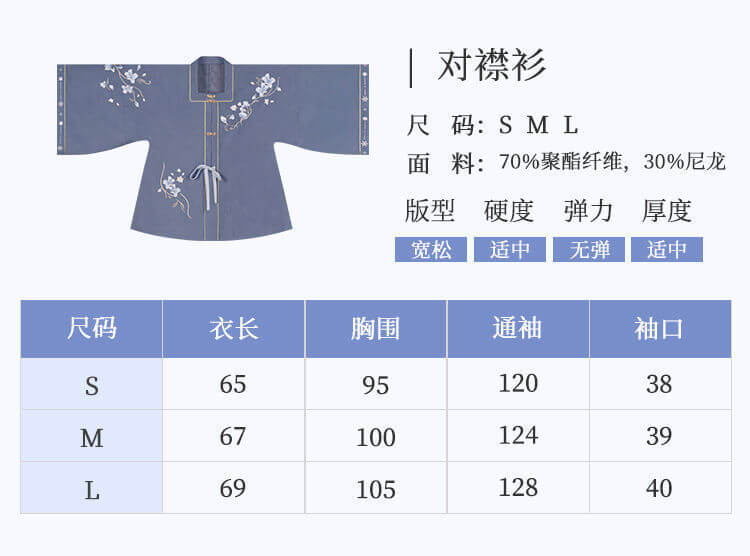 对襟衫
尺 码：S M L
面 料：70%聚酯纤维，30%尼龙
版型 硬度 弹力 厚度
宽松 适中 无弹 适中
尺码 衣长 胸围 通袖 袖口
S 65 95 120 38
M 67 100 124 39
L 69 105 128 40